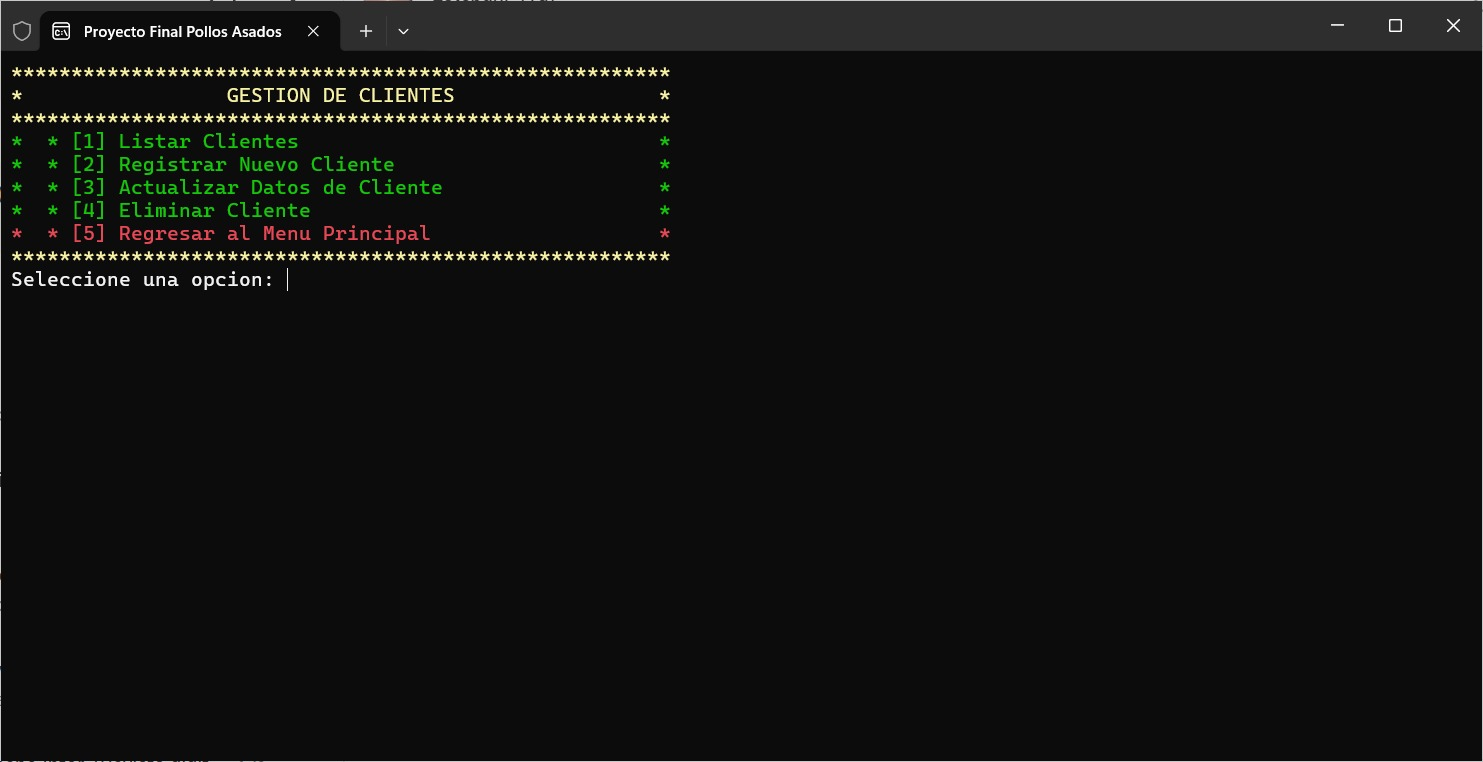 Proyecto Final Pollos Asados
*******************************************************
*                 GESTION DE CLIENTES                 *
*******************************************************
*  * [1] Listar Clientes                              *
*  * [2] Registrar Nuevo Cliente                      *
*  * [3] Actualizar Datos de Cliente                  *
*  * [4] Eliminar Cliente                             *
*  * [5] Regresar al Menu Principal                   *
*******************************************************
Seleccione una opcion: